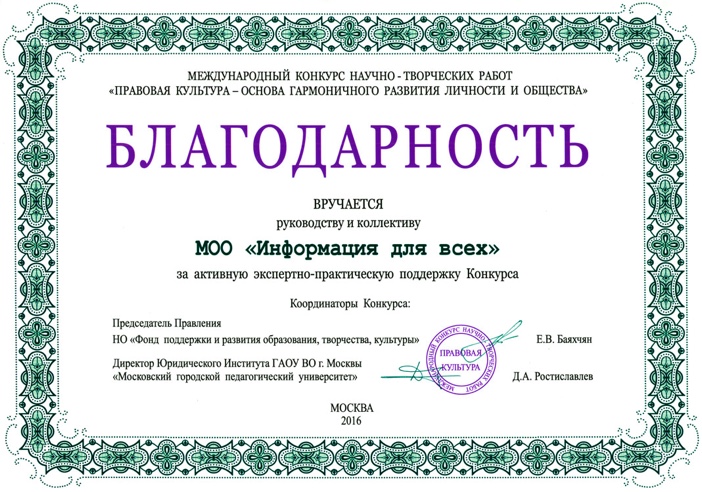 МЕЖДУНАРОДНЫЙ КОНКУРС НАУЧНО - ТВОРЧЕСКИХ РАБОТ
«ПРАВОВАЯ КУЛЬТУРА – ОСНОВА ГАРМОНИЧНОГО РАЗВИТИЯ ЛИЧНОСТИ И ОБЩЕСТВА»
БЛАГОДАРНОСТЬ
ВРУЧАЕТСЯ
руководству и коллективу
МОО «Информация для всех»
за активную экспертно-практическую поддержку Конкурса
Координаторы Конкурса:
Председатель Правления
НО «Фонд поддержки и развития образования, творчества, культуры»
Е.В. Баяхчян
Директор Юридического Института ГАОУ ВО г. Москвы
«Московский городской педагогический университет»
Д.А. Ростиславлев
МЕЖДУНАРОДНЫЙ КОНКУРС НАУЧНО-ТВОРЧЕСКИХ РАБОТ
ПРАВОВАЯ
КУЛЬТУРА
МОСКВА
2016